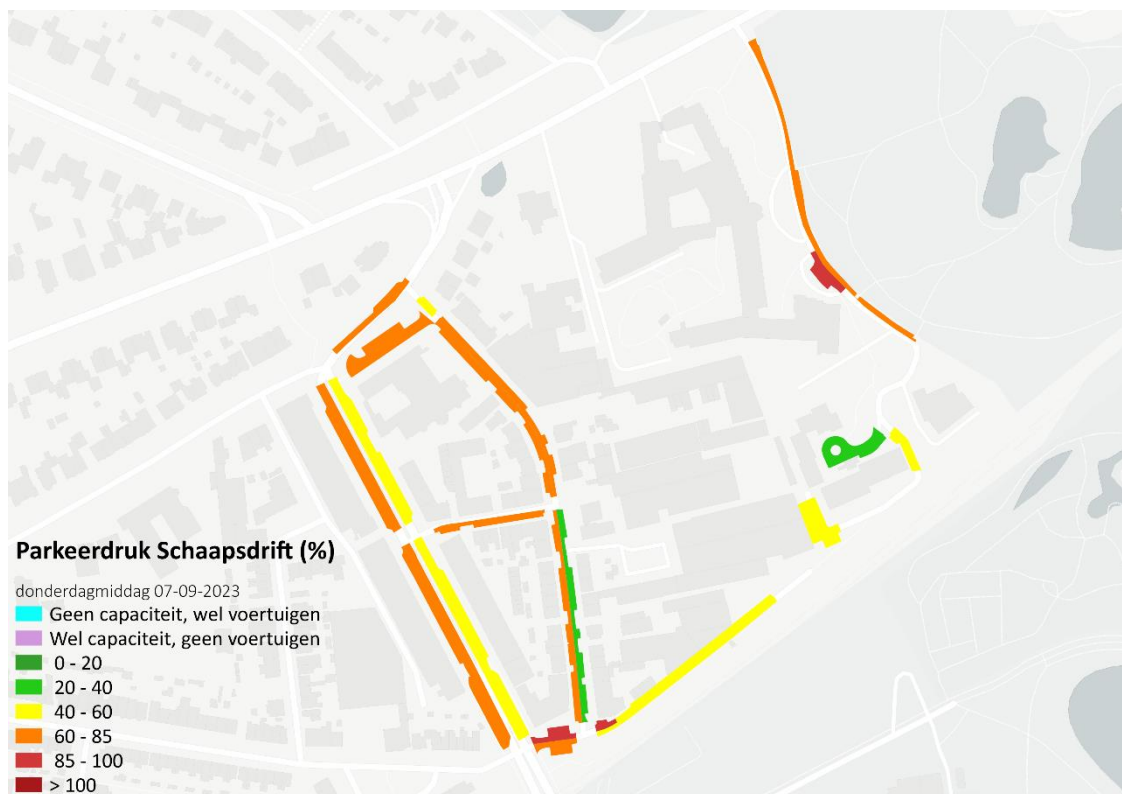 Parkeerdruk Schaapsdrift (%)
donderdagmiddag 07-09-2023
Geen capaciteit, wel voertuigen
Wel capaciteit, geen voertuigen
0 - 20
20 - 40
40 - 60
60 - 85
85 - 100
> 100